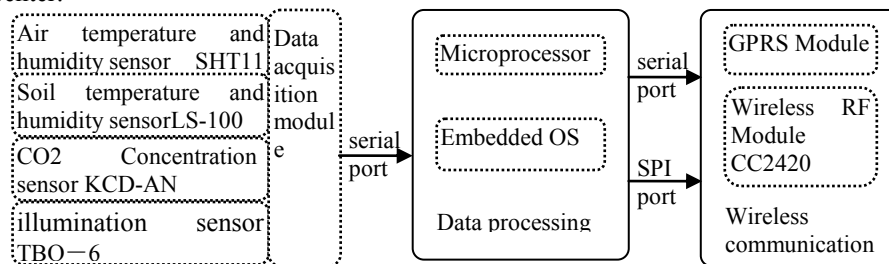 Air temperature and
humidity sensor SHT11
Soil temperature and
humidity sensorLS-100
CO2 Concentration
sensor KCD-AN
illumination sensor
TBO－6
Data
acqu
ition
modul
e
serial
port
Microprocessor
Embedded OS
Data processing
serial
port
SPI
port
GPRS Module
Wireless RF
Module
CC2420
Wireless
communication